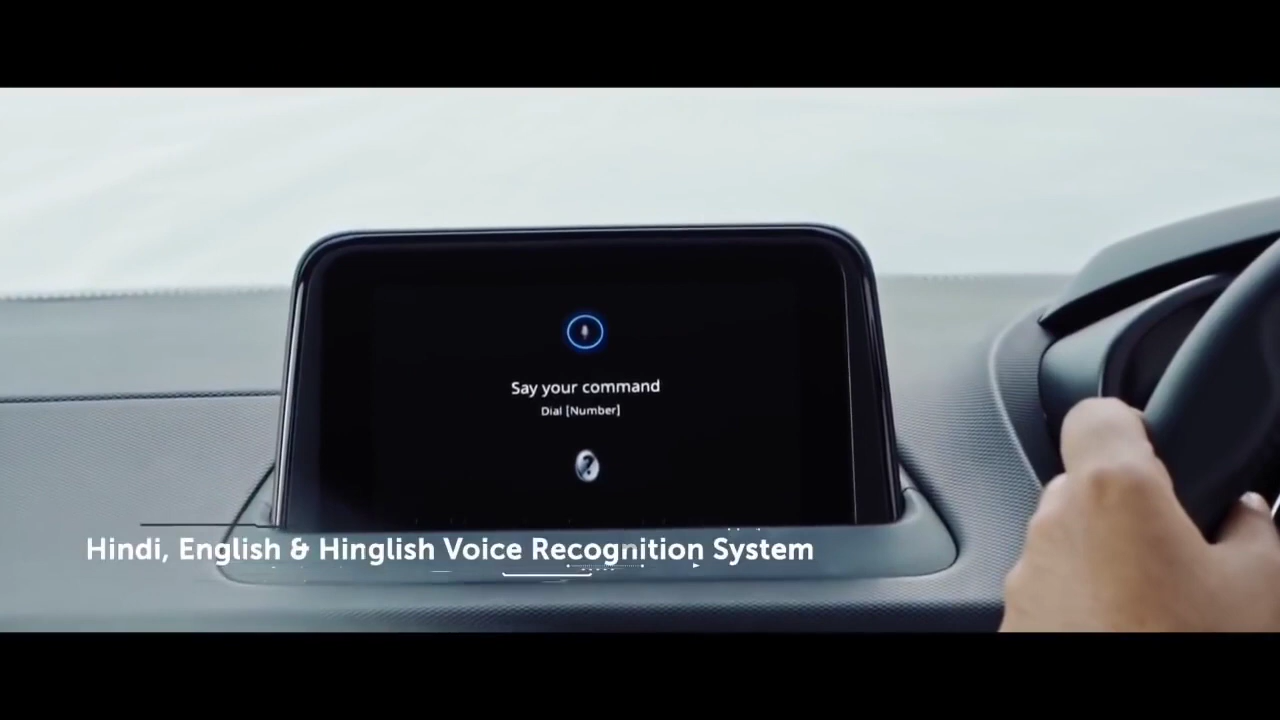 Say your command
Dial [Number]
?
Hindi, English & Hinglish Voice Recognition System